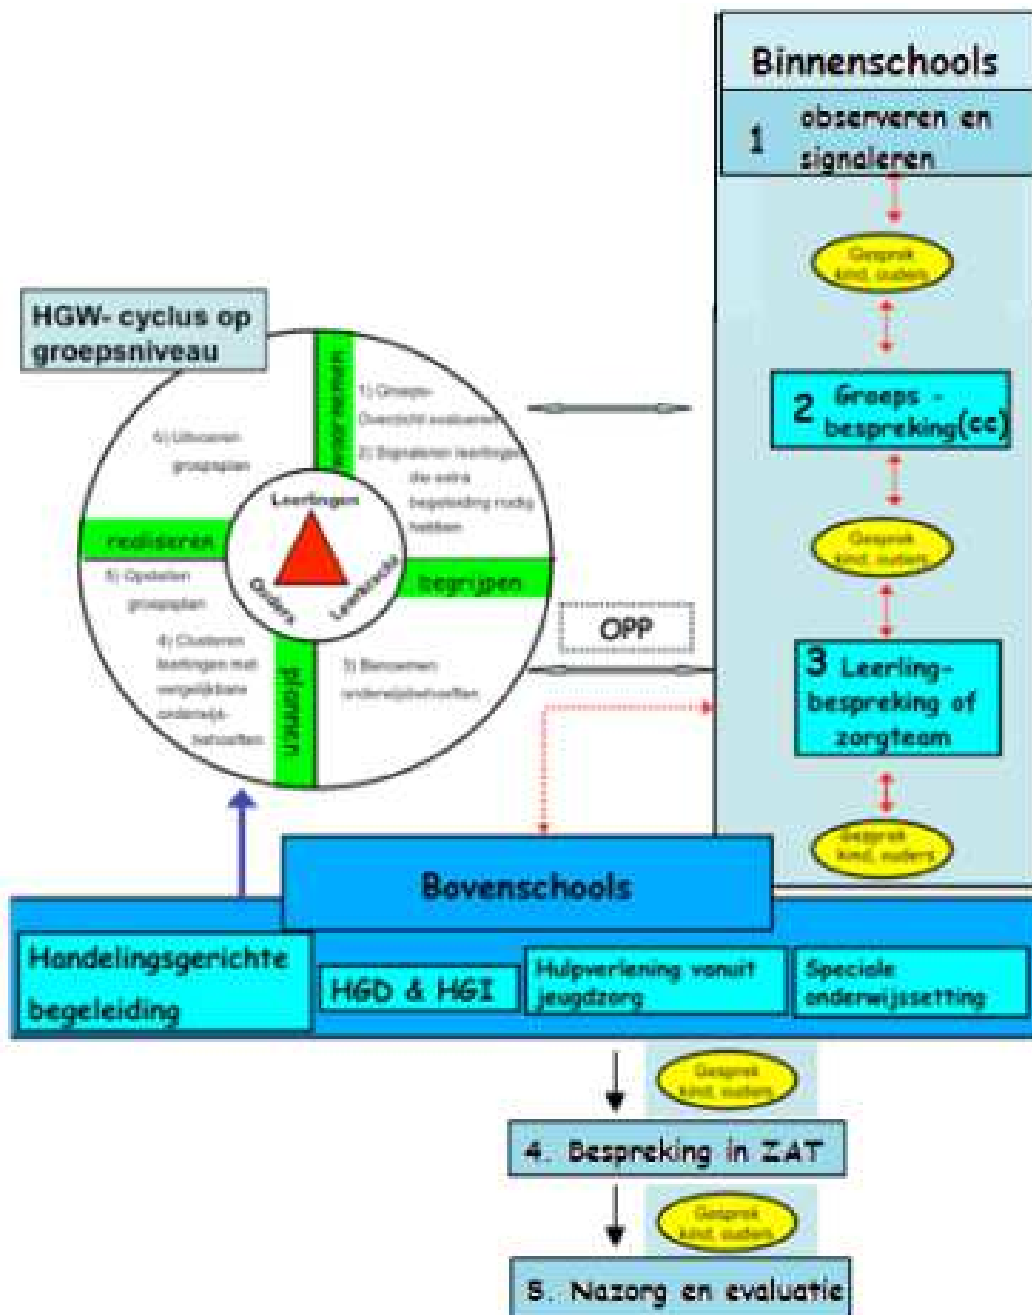 Binnenschools
1 observeren en
signaleren
Gesprek
kind, ouders
2 Groeps -
bespreking(cc)
Gesprek
kind, ouders
3 Leerling-
bespreking of
zorgteam
Gesprek
kind, ouders
HGW- cyclus op
groepsniveau
waarnemen
1) Groeps-
Overzicht evalueren
2) Signaleren leerlingen
die extra
begeleiding nodig
hebben
begrijpen
3) Benoemen
onderwijsbehoeften
plannen
4) Clusteren
leerlingen met
vergelijkbare
onderwijs-
behoeften
5) Opstellen
groepsplan
realiseren
6) Uitvoeren
groepsplan
Leerlingen
Ouders
Leerkracht
OPP
Bovenschools
Handelingsgerichte
begeleiding
HGD & HGI
Hulpverlening vanuit
jeugdzorg
Speciale
onderwijssetting
Gesprek
kind, ouders
4. Bespreking in ZAT
Gesprek
kind, ouders
5. Nazorg en evaluatie